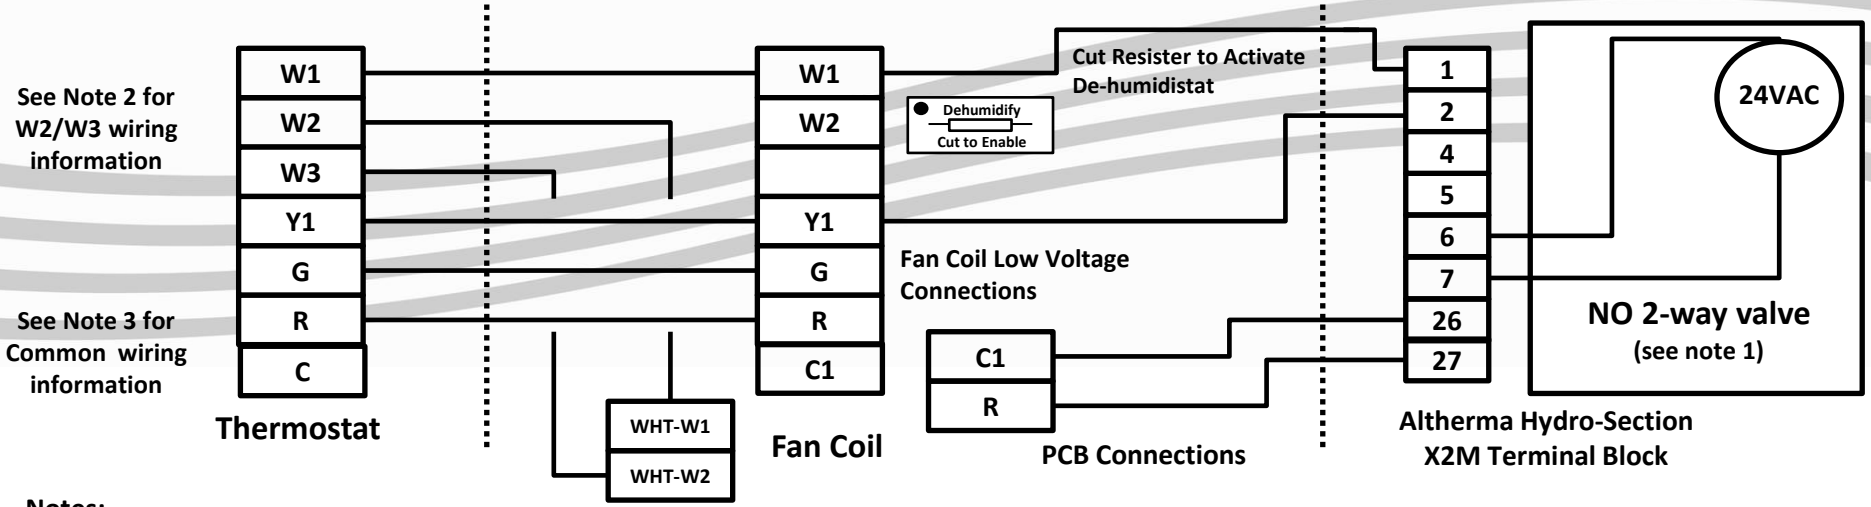 See Note 2 for
W2/W3 wiring
information
See Note 3 for
Common wiring
information
W1
W2
W3
Y1
G
R
C
Thermostat
WHT-W1
WHT-W2
W1
W2
Y1
G
R
C1
Fan Coil
Cut Resister to Activate
De-humidistat
Dehumidify
Cut to Enable
Fan Coil Low Voltage
Connections
C1
R
PCB Connections
1
2
4
5
6
7
26
27
Altherma Hydro-Section
X2M Terminal Block
24VAC
NO 2-way valve
(see note 1)
Notes: